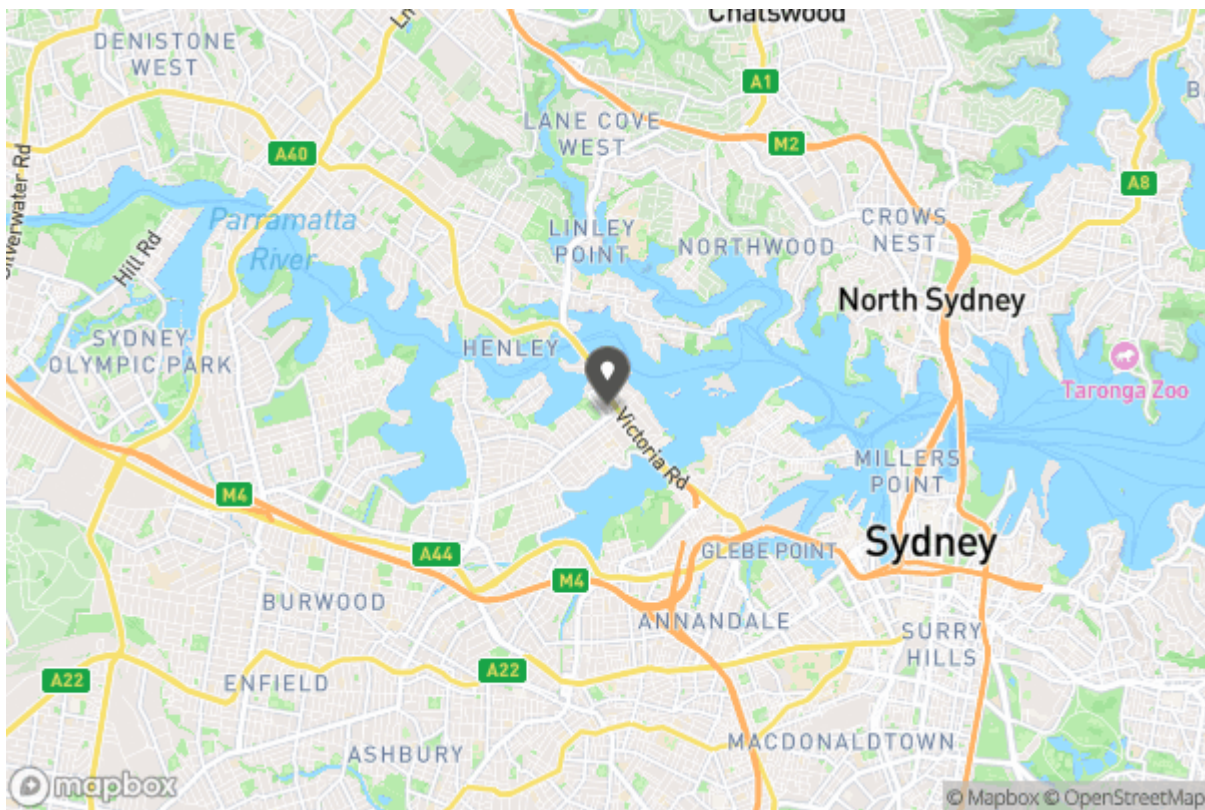 Chatswood
DENISTONE
WEST
A1
LANE COVE
WEST
M2
A40
A8
Silverwater Rd
Parramatta
River
Hill Rd
LINLEY
POINT
NORTHWOOD
CROWS
NEST
North Sydney
SYDNEY
OLYMPIC PARK
HENLEY
Taronga Zoo
Victoria Rd
MILLERS
POINT
M4
A44
GLEBE POINT
Sydney
M4
BURWOOD
ANNANDALE
SURRY
HILLS
A22
ENFIELD
A22
ASHBURY
MACDONALDTOWN
mapbox
© Mapbox © OpenStreetMap